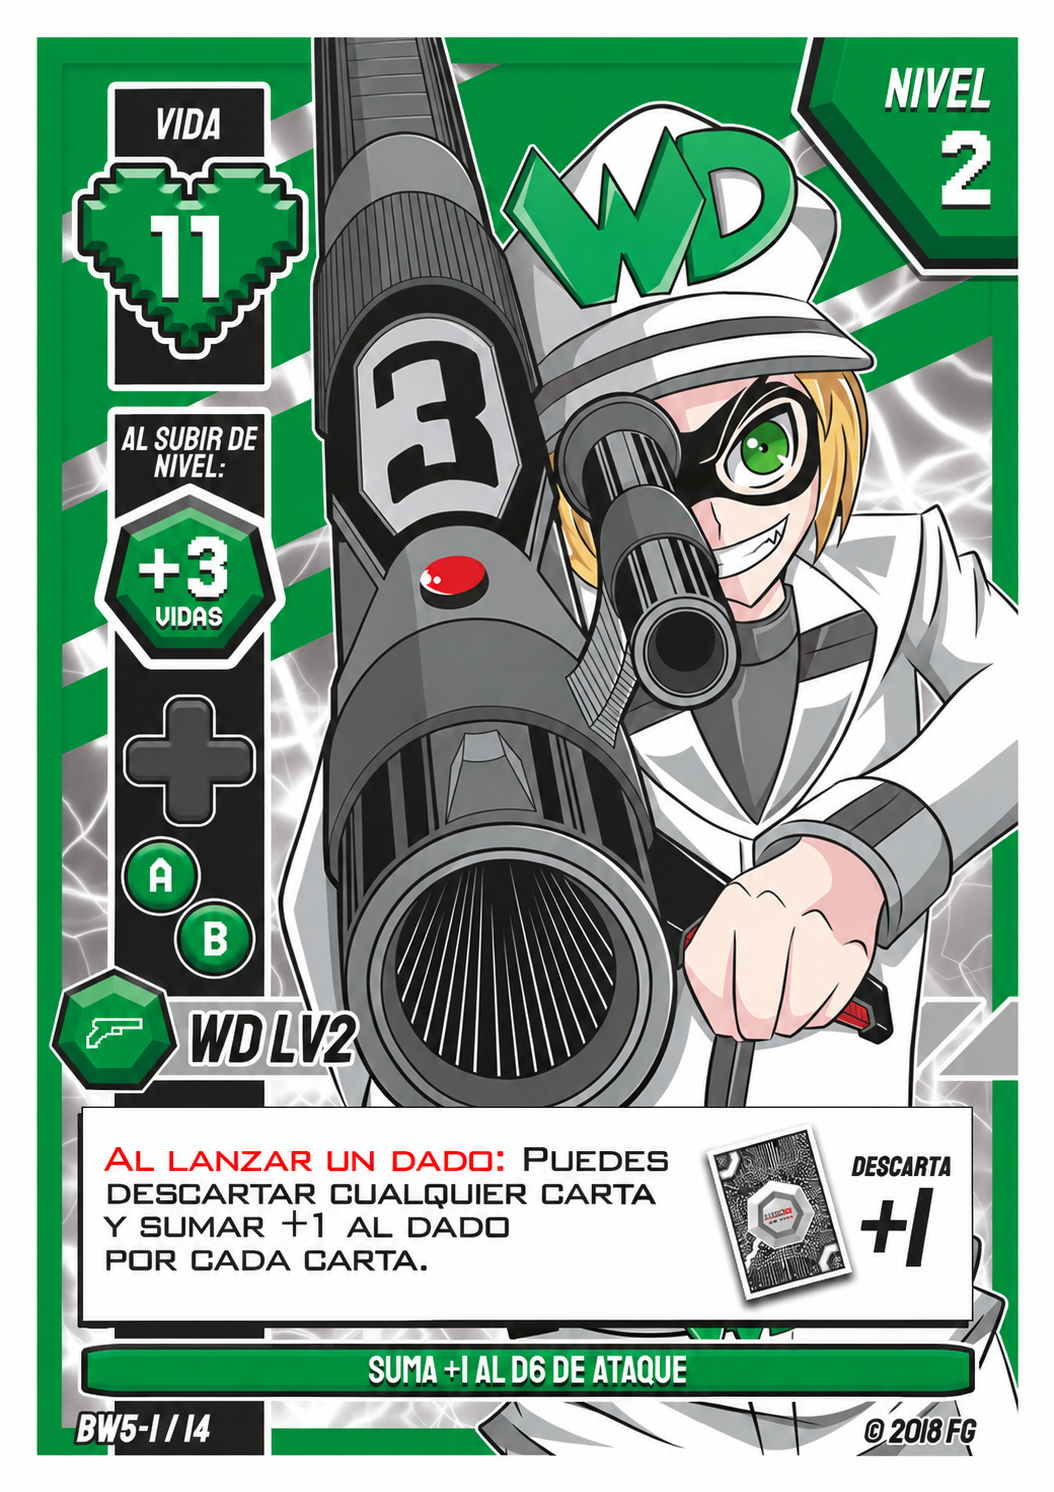 VIDA
11
NIVEL
2
WD
3
AL SUBIR DE
NIVEL:
+3
VIDAS
A
B
WD LV2
AL LANZAR UN DADO: PUEDES
DESCARTAR CUALQUIER CARTA
Y SUMAR +1 AL DADO
POR CADA CARTA.
DESCARTA
+1
SUMA +1 AL D6 DE ATAQUE
BW5-1 / 14
© 2018 FG